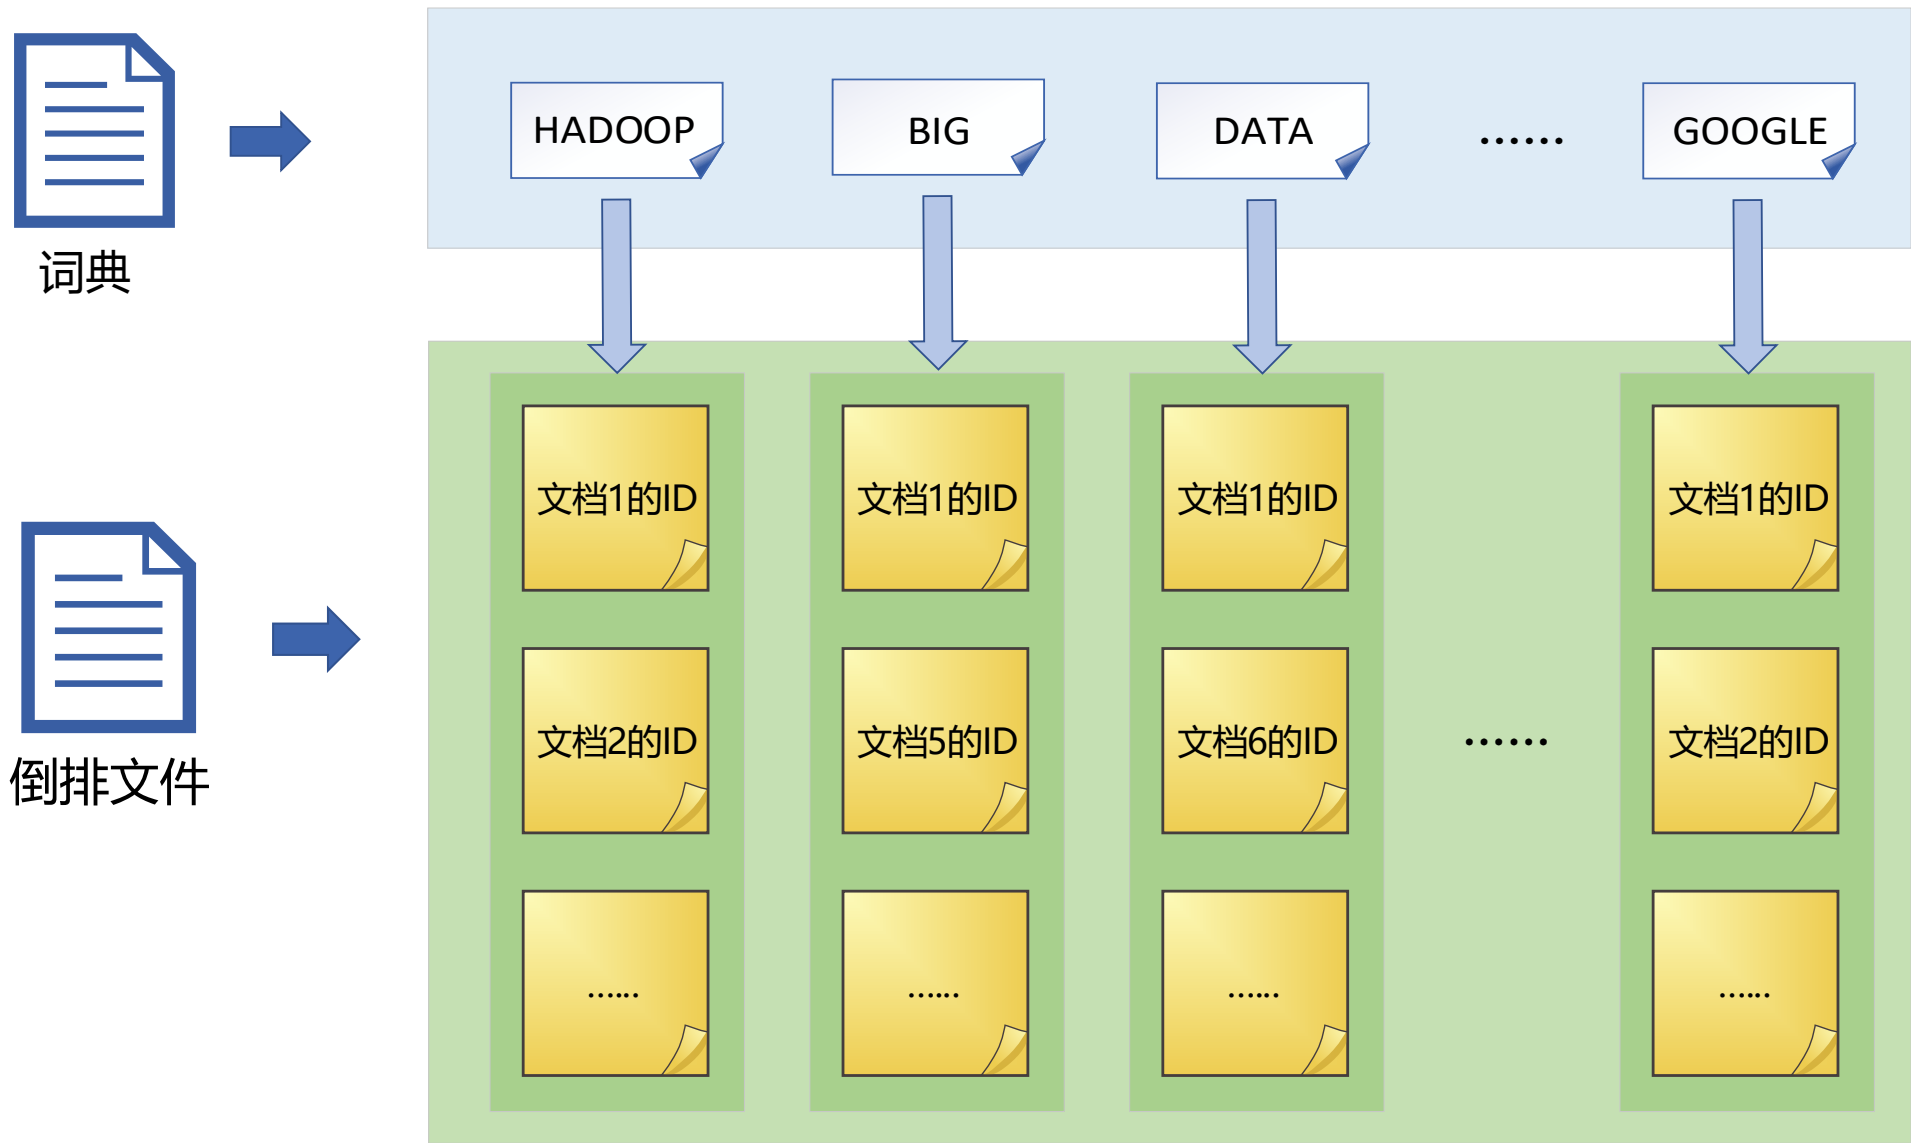 HADOOP
BIG
DATA
……
GOOGLE
词典
文档1的ID
文档1的ID
文档1的ID
文档1的ID
文档2的ID
文档5的ID
文档6的ID
……
文档2的ID
倒排文件
……
……
……
……